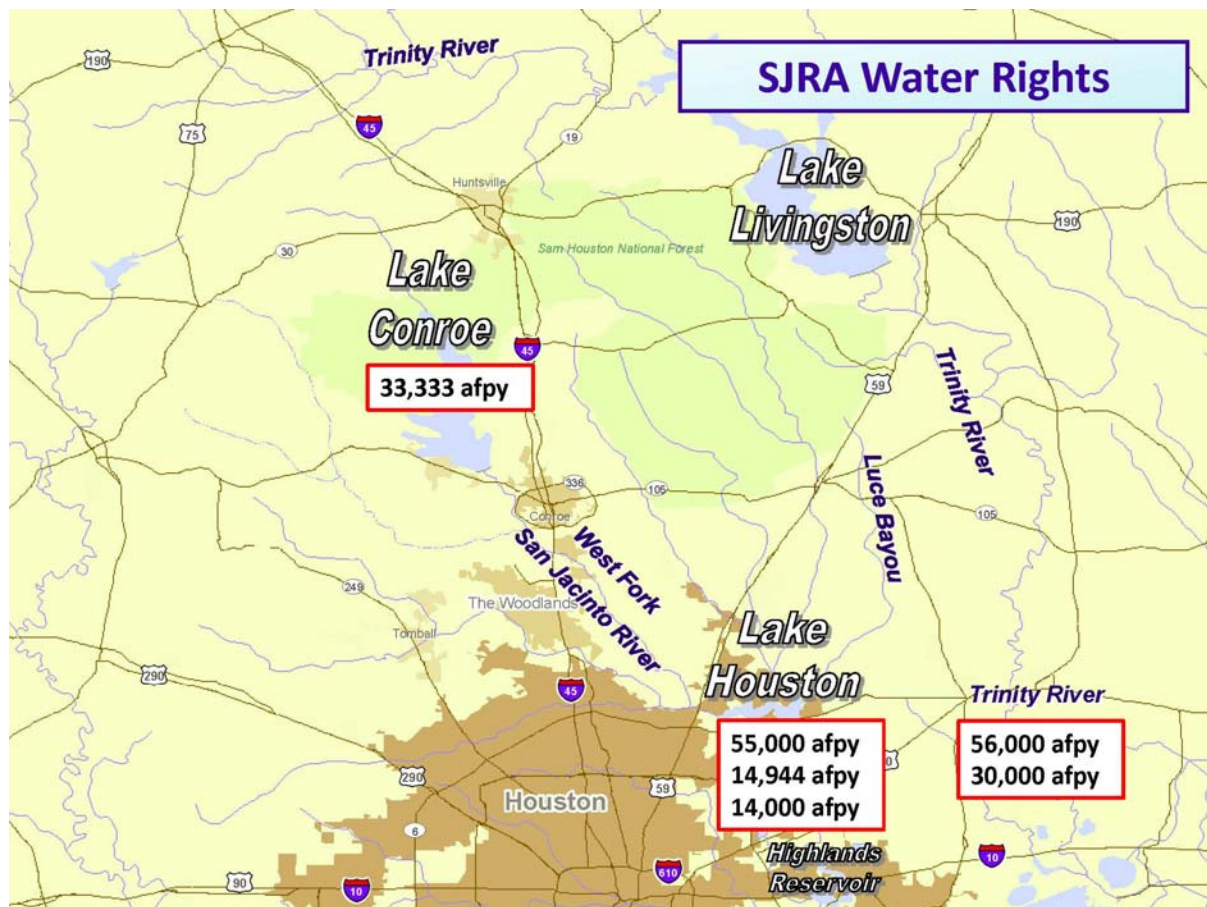 Trinity River
SJRA Water Rights
190
45
75
19
Lake
Livingston
Huntsville
190
Sam Houston National Forest
30
Lake
Conroe
45
33,333 afpy
59
Trinity River
Luce Bayou
336
105
105
Conroe
West Fork
San Jacinto River
249
The Woodlands
Tomball
Lake
Houston
290
45
Trinity River
55,000 afpy
14,944 afpy
14,000 afpy
56,000 afpy
30,000 afpy
290
59
Houston
6
Highlands
Reservoir
10
90
10
610